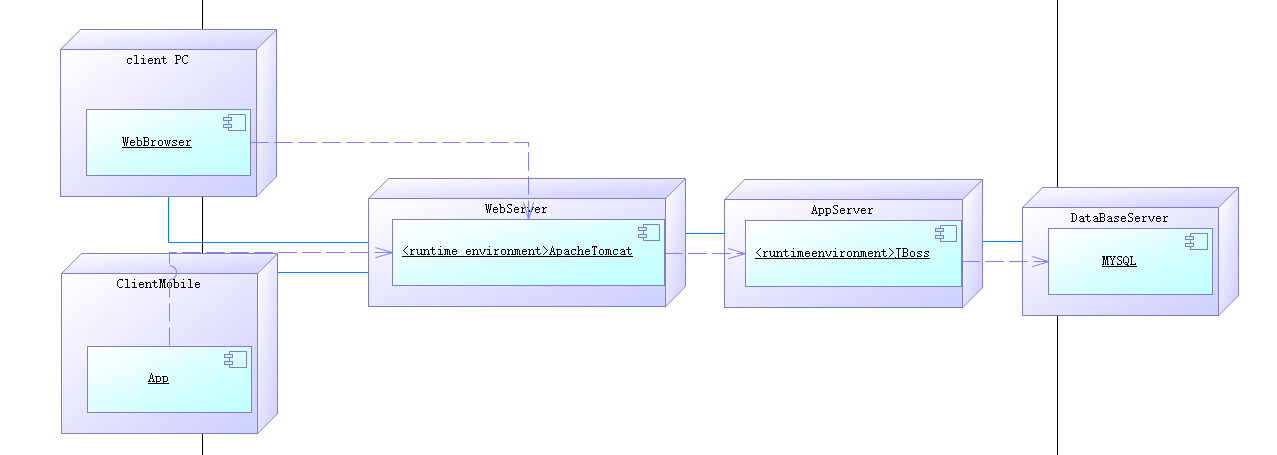 client PC
WebBrowser
WebServer
<runtime environment>ApacheTomcat
AppServer
<runtimeenvironment>JBoss
DataBaseServer
MYSQL
ClientMobile
App